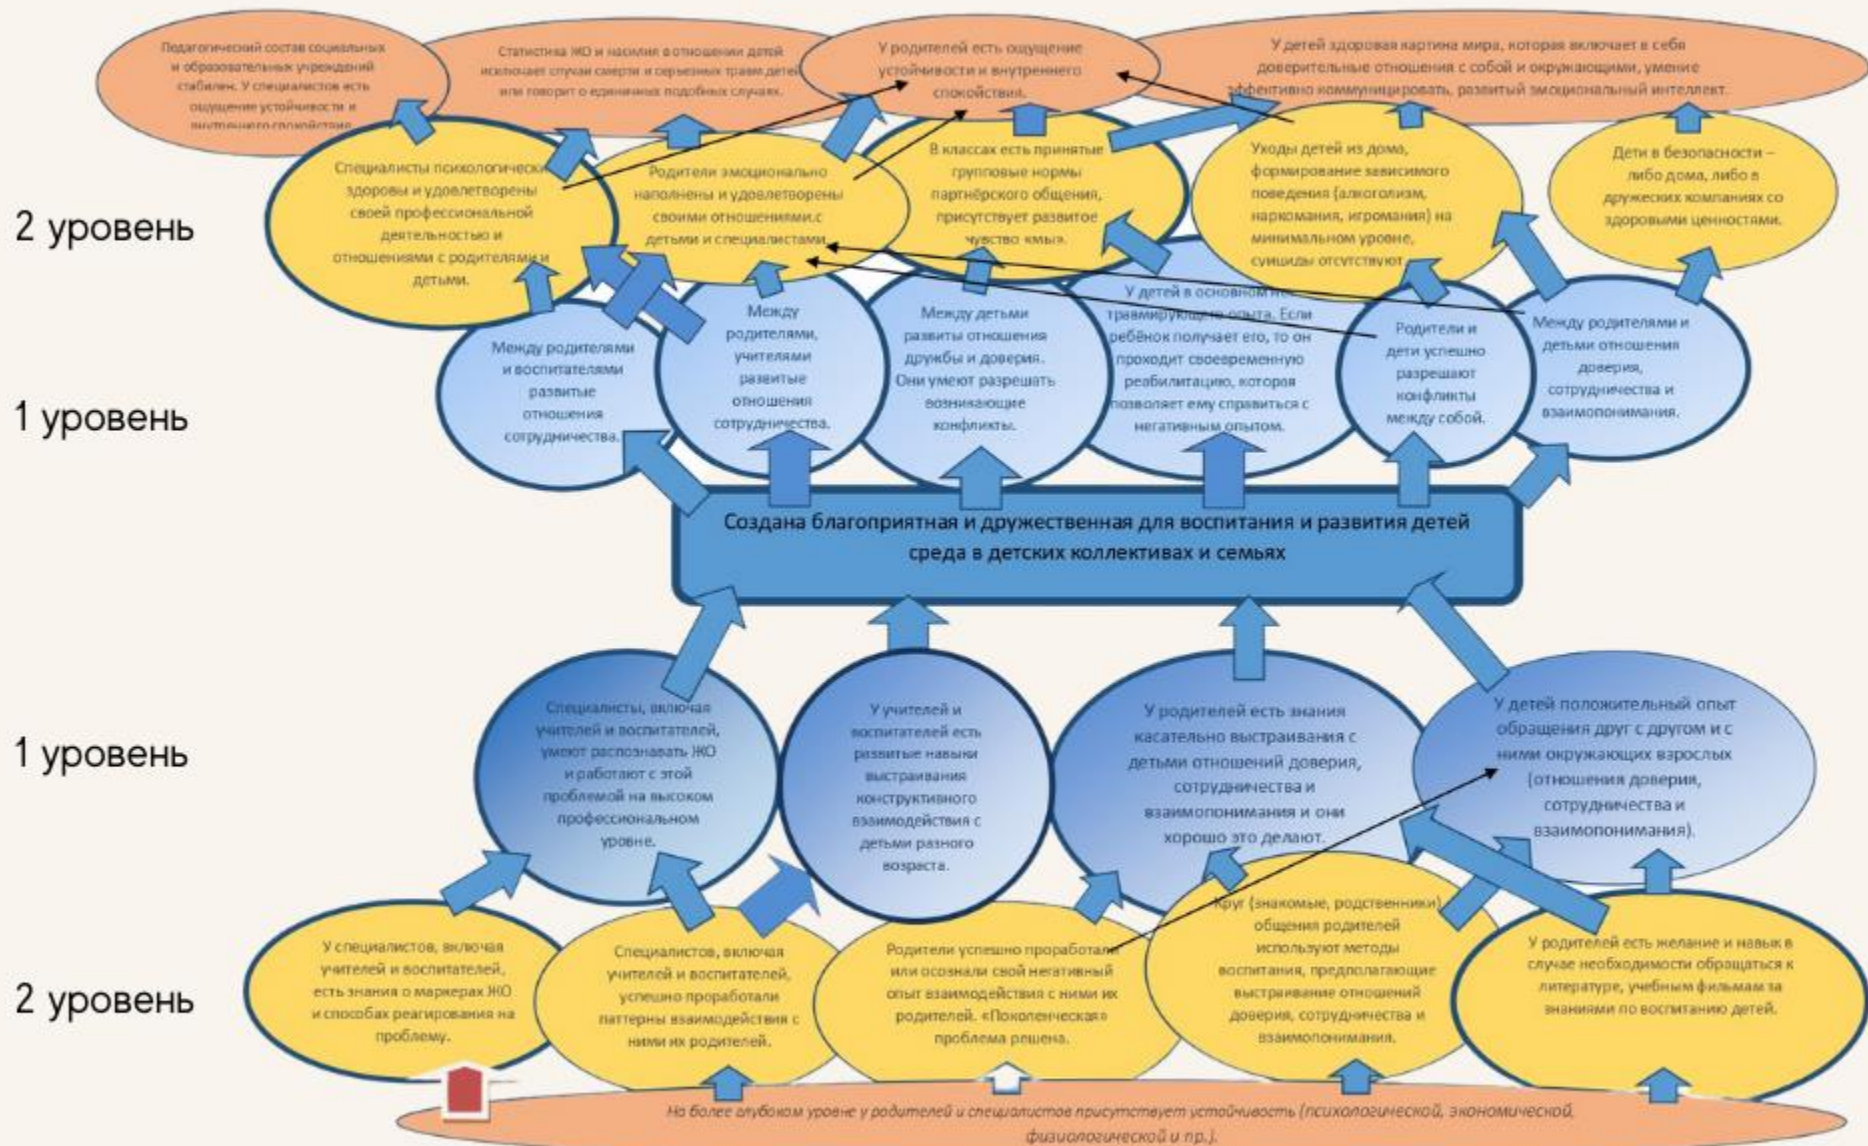 Педагогический состав социальных
и образовательных учреждений
стабилен. У специалистов есть
ощущение устойчивости и
внутреннего спокойствия
Статистика ЖО и насилия в отношении детей
исключает случаи смерти и серьезных травм детей
или говорит о единичных подобных случаях.
У родителей есть ощущение
устойчивости и внутреннего
спокойствия.
У детей здоровая картина мира, которая включает в себя
доверительные отношения с собой и окружающими, умение
эффективно коммуницировать, развитый эмоциональный интеллект.
2 уровень
Специалисты психологически
здоровы и удовлетворены
своей профессиональной
деятельностью и
отношениями с родителями и
детьми.
Родители эмоционально
наполнены и удовлетворены
своими отношениями с
детьми и специалистами
В классах есть принятые
групповые нормы
партнёрского общения,
присутствует развитое
чувство «мы».
Уходы детей из дома,
формирование зависимого
поведения (алкоголизм,
наркомания, игромания) на
минимальном уровне,
суициды отсутствуют
Дети в безопасности –
либо дома, либо в
дружеских компаниях со
здоровыми ценностями.
1 уровень
Между родителями
и воспитателями
развитые
отношения
сотрудничества.
Между
родителями,
учителями
развитые
отношения
сотрудничества.
Между детьми
развиты отношения
дружбы и доверия.
Они умеют разрешать
возникающие
конфликты.
У детей в основном
травмирующего опыта. Если
ребёнок получает его, то он
проходит своевременную
реабилитацию, которая
позволяет ему справиться с
негативным опытом.
Родители и
дети успешно
разрешают
конфликты
между собой.
Между родителями и
детьми отношения
доверия,
сотрудничества и
взаимопонимания.
Создана благоприятная и дружественная для воспитания и развития детей
среда в детских коллективах и семьях
1 уровень
Специалисты, включая
учителей и воспитателей,
умеют распознавать ЖО
и работают с этой
проблемой на высоком
профессиональном
уровне.
У учителей и
воспитателей есть
развитые навыки
выстраивания
конструктивного
взаимодействия с
детьми разного
возраста.
У родителей есть знания
касательно выстраивания с
детьми отношений доверия,
сотрудничества и
взаимопонимания и они
хорошо это делают.
У детей положительный опыт
обращения друг с другом и с
ними окружающих взрослых
(отношения доверия,
сотрудничества и
взаимопонимания).
2 уровень
У специалистов, включая
учителей и воспитателей,
есть знания о маркерах ЖО
и способах реагирования на
проблему.
Специалистов, включая
учителей и воспитателей,
успешно проработали
паттерны взаимодействия с
ними их родителей.
Родители успешно проработали
или осознали свой негативный
опыт взаимодействия с ними их
родителей. «Поколенческая»
проблема решена.
Круг (знакомые, родственники)
общения родителей
используют методы
воспитания, предполагающие
выстраивание отношений
доверия, сотрудничества и
взаимопонимания.
У родителей есть желание и навык в
случае необходимости обращаться к
литературе, учебным фильмам за
знаниями по воспитанию детей.
На более глубоком уровне у родителей и специалистов присутствует устойчивость (психологической, экономической,
физиологической и пр.).